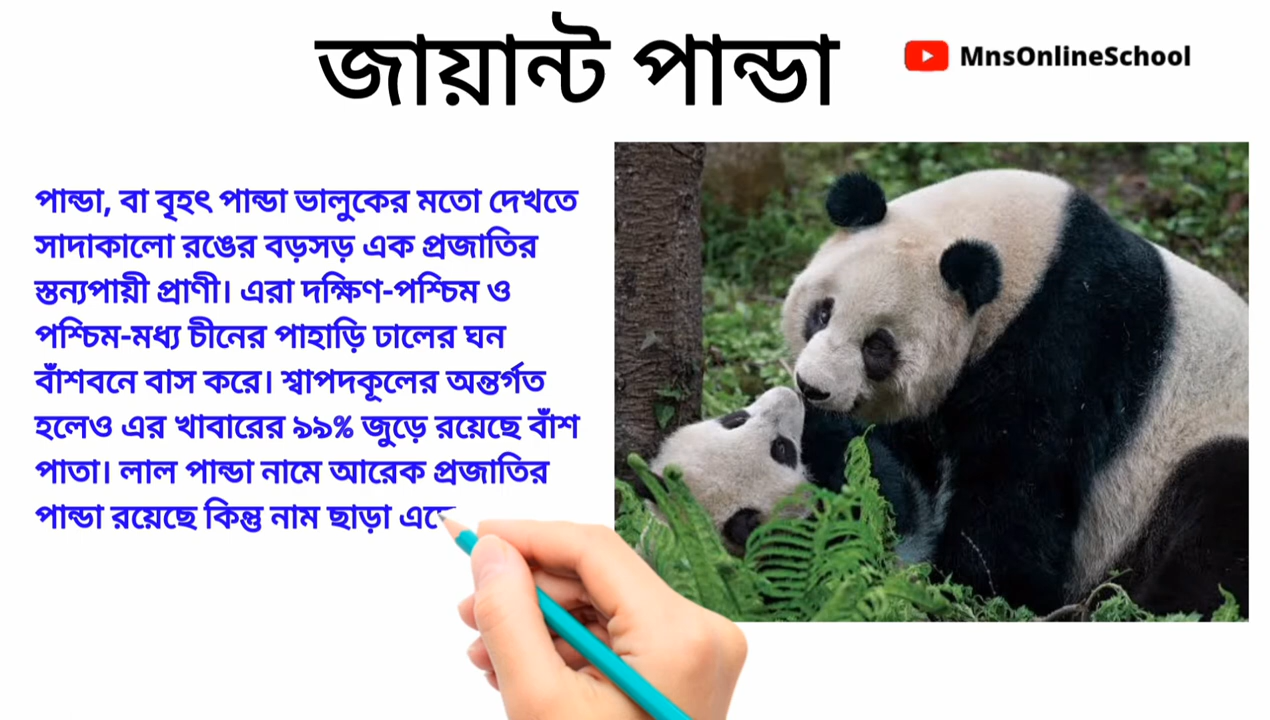 জায়ান্ট পান্ডা
MnsOnlineSchool
পান্ডা, বা বৃহৎ পান্ডা ভালুকের মতো দেখতে
সাদাকালো রঙের বড়সড় এক প্রজাতির
স্তন্যপায়ী প্রাণী। এরা দক্ষিণ-পশ্চিম ও
পশ্চিম-মধ্য চীনের পাহাড়ি ঢালের ঘন
বাঁশবনে বাস করে। শ্বাপদকূলের অন্তর্গত
হলেও এর খাবারের ৯৯% জুড়ে রয়েছে বাঁশ
পাতা। লাল পান্ডা নামে আরেক প্রজাতির
পান্ডা রয়েছে কিন্তু নাম ছাড়া